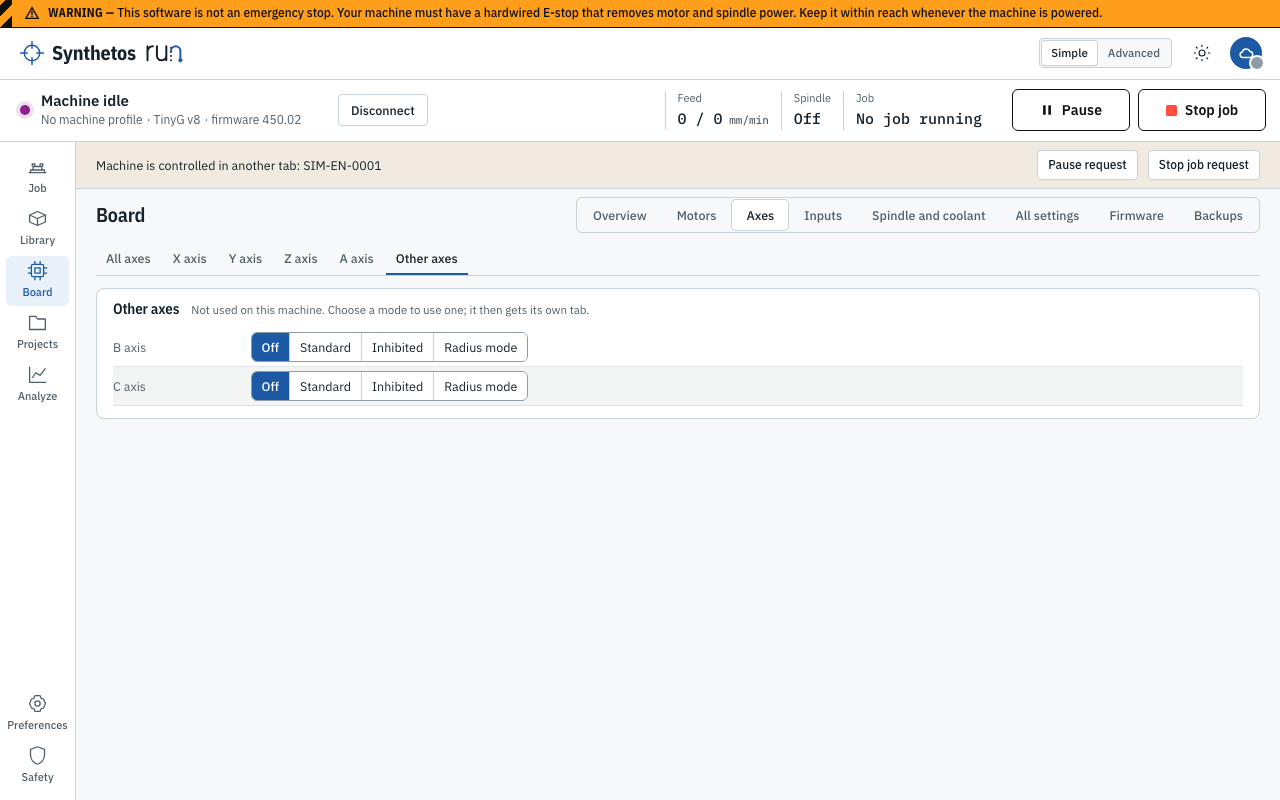 WARNING — This software is not an emergency stop. Your machine must have a hardwired E-stop that removes motor and spindle power. Keep it within reach whenever the machine is powered.
Synthetos run
Simple Advanced
Machine idle
No machine profile · TinyG v8 · firmware 450.02
Disconnect
Feed
0 / 0 mm/min
Spindle
Off
Job
No job running
Pause
Stop job
Machine is controlled in another tab: SIM-EN-0001
Pause request
Stop job request
Job
Library
Board
Projects
Analyze
Preferences
Safety
Board
Overview Motors Axes Inputs Spindle and coolant All settings Firmware Backups
All axes X axis Y axis Z axis A axis Other axes
Other axes Not used on this machine. Choose a mode to use one; it then gets its own tab.
B axis Off Standard Inhibited Radius mode
C axis Off Standard Inhibited Radius mode